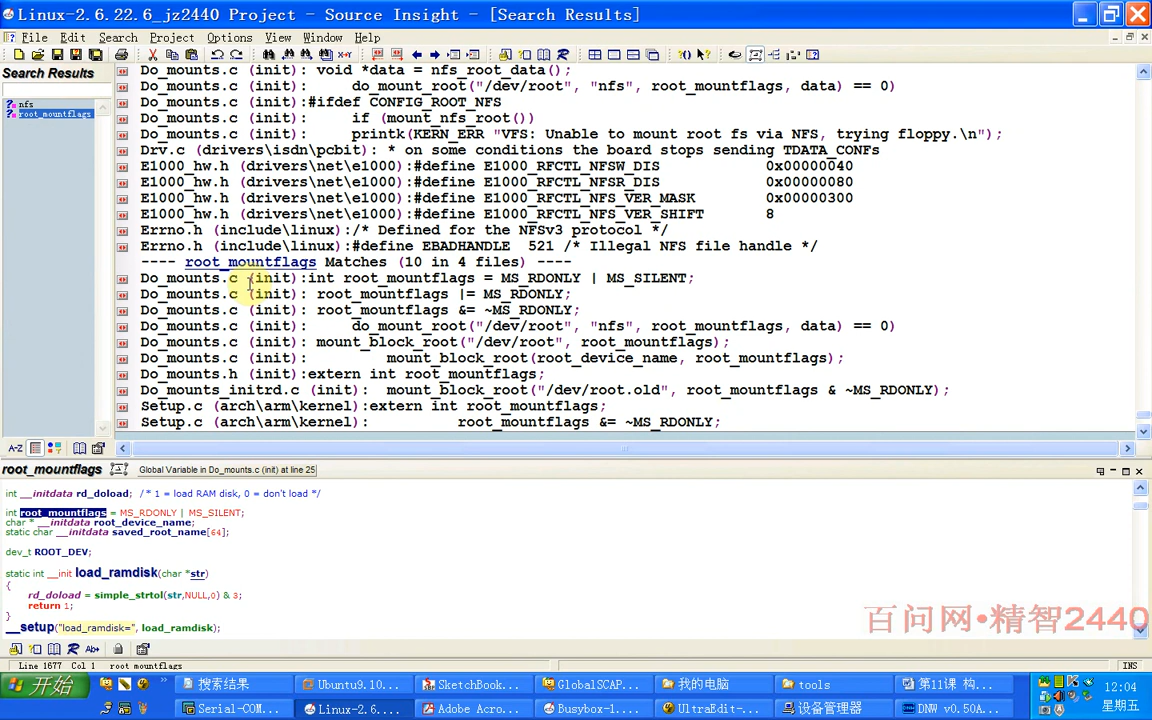 Linux-2.6.22.6_jz2440 Project - Source Insight - [Search Results]
File Edit Search Project Options View Window Help
Search Results
nfs
root_mountflags
Do_mounts.c (init): void *data = nfs_root_data();
Do_mounts.c (init): do_mount_root("/dev/root", "nfs", root_mountflags, data) == 0)
Do_mounts.c (init):#ifdef CONFIG_ROOT_NFS
Do_mounts.c (init): if (mount_nfs_root())
Do_mounts.c (init): printk(KERN_ERR "VFS: Unable to mount root fs via NFS, trying floppy.\n");
Drv.c (drivers\isdn\pcbit): * on some conditions the board stops sending TDATA_CONFs
E1000_hw.h (drivers\net\e1000):#define E1000_RFCTL_NFSW_DIS 0x00000040
E1000_hw.h (drivers\net\e1000):#define E1000_RFCTL_NFSR_DIS 0x00000080
E1000_hw.h (drivers\net\e1000):#define E1000_RFCTL_NFS_VER_MASK 0x00000300
E1000_hw.h (drivers\net\e1000):#define E1000_RFCTL_NFS_VER_SHIFT 8
Errno.h (include\linux):/* Defined for the NFSv3 protocol */
Errno.h (include\linux):#define EBADHANDLE 521 /* Illegal NFS file handle */
---- root_mountflags Matches (10 in 4 files) ----
Do_mounts.c (init):int root_mountflags = MS_RDONLY | MS_SILENT;
Do_mounts.c (init): root_mountflags |= MS_RDONLY;
Do_mounts.c (init): root_mountflags &= ~MS_RDONLY;
Do_mounts.c (init): do_mount_root("/dev/root", "nfs", root_mountflags, data) == 0)
Do_mounts.c (init): mount_block_root("/dev/root", root_mountflags);
Do_mounts.c (init): mount_block_root(root_device_name, root_mountflags);
Do_mounts.h (init):extern int root_mountflags;
Do_mounts_initrd.c (init): mount_block_root("/dev/root.old", root_mountflags & ~MS_RDONLY);
Setup.c (arch\arm\kernel):extern int root_mountflags;
Setup.c (arch\arm\kernel): root_mountflags &= ~MS_RDONLY;
A-Z
root_mountflags Global Variable in Do_mounts.c (init) at line 25
int __initdata rd_doload; /* 1 = load RAM disk, 0 = don't load */
int root_mountflags = MS_RDONLY | MS_SILENT;
char * __initdata root_device_name;
static char __initdata saved_root_name[64];
dev_t ROOT_DEV;
static int __init load_ramdisk(char *str)
{
rd_doload = simple_strtol(str,NULL,0) & 3;
return 1;
}
__setup("load_ramdisk=", load_ramdisk);
百问网•精智2440
Line 1677 Col 1 root_mountflags INS
开始
搜索结果
Ubuntu9.10...
SketchBook...
GlobalSCAP...
我的电脑
tools
第11课 构...
12:04
Serial-COM...
Linux-2.6....
Adobe Acro...
Busybox-1....
UltraEdit-...
设备管理器
DNW v0.50A...
星期五